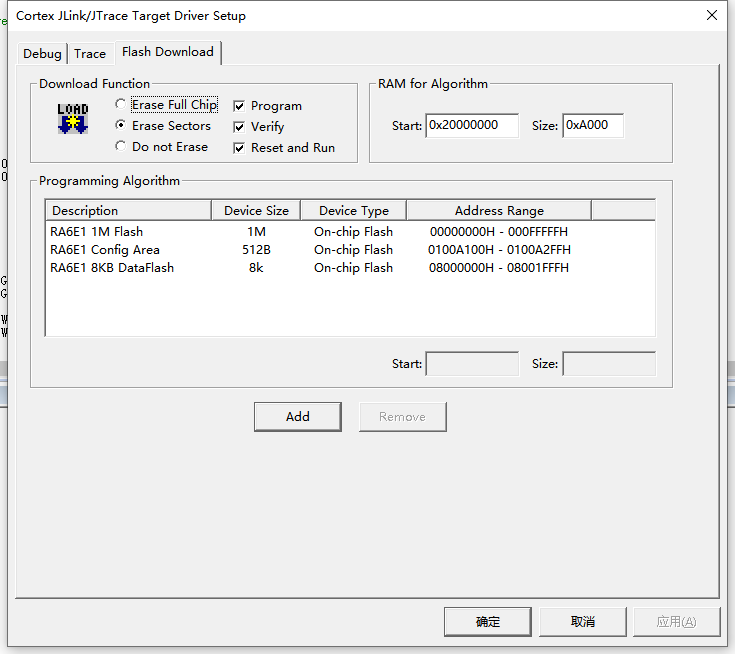 Cortex JLink/JTrace Target Driver Setup
Debug Trace Flash Download
Download Function
LOAD
Erase Full Chip
Erase Sectors
Do not Erase
Program
Verify
Reset and Run
RAM for Algorithm
Start: 0x20000000 Size: 0xA000
Programming Algorithm
Description Device Size Device Type Address Range
RA6E1 1M Flash 1M On-chip Flash 00000000H - 000FFFFFH
RA6E1 Config Area 512B On-chip Flash 0100A100H - 0100A2FFH
RA6E1 8KB DataFlash 8k On-chip Flash 08000000H - 08001FFFH
Start: Size:
Add Remove
确定 取消 应用(A)